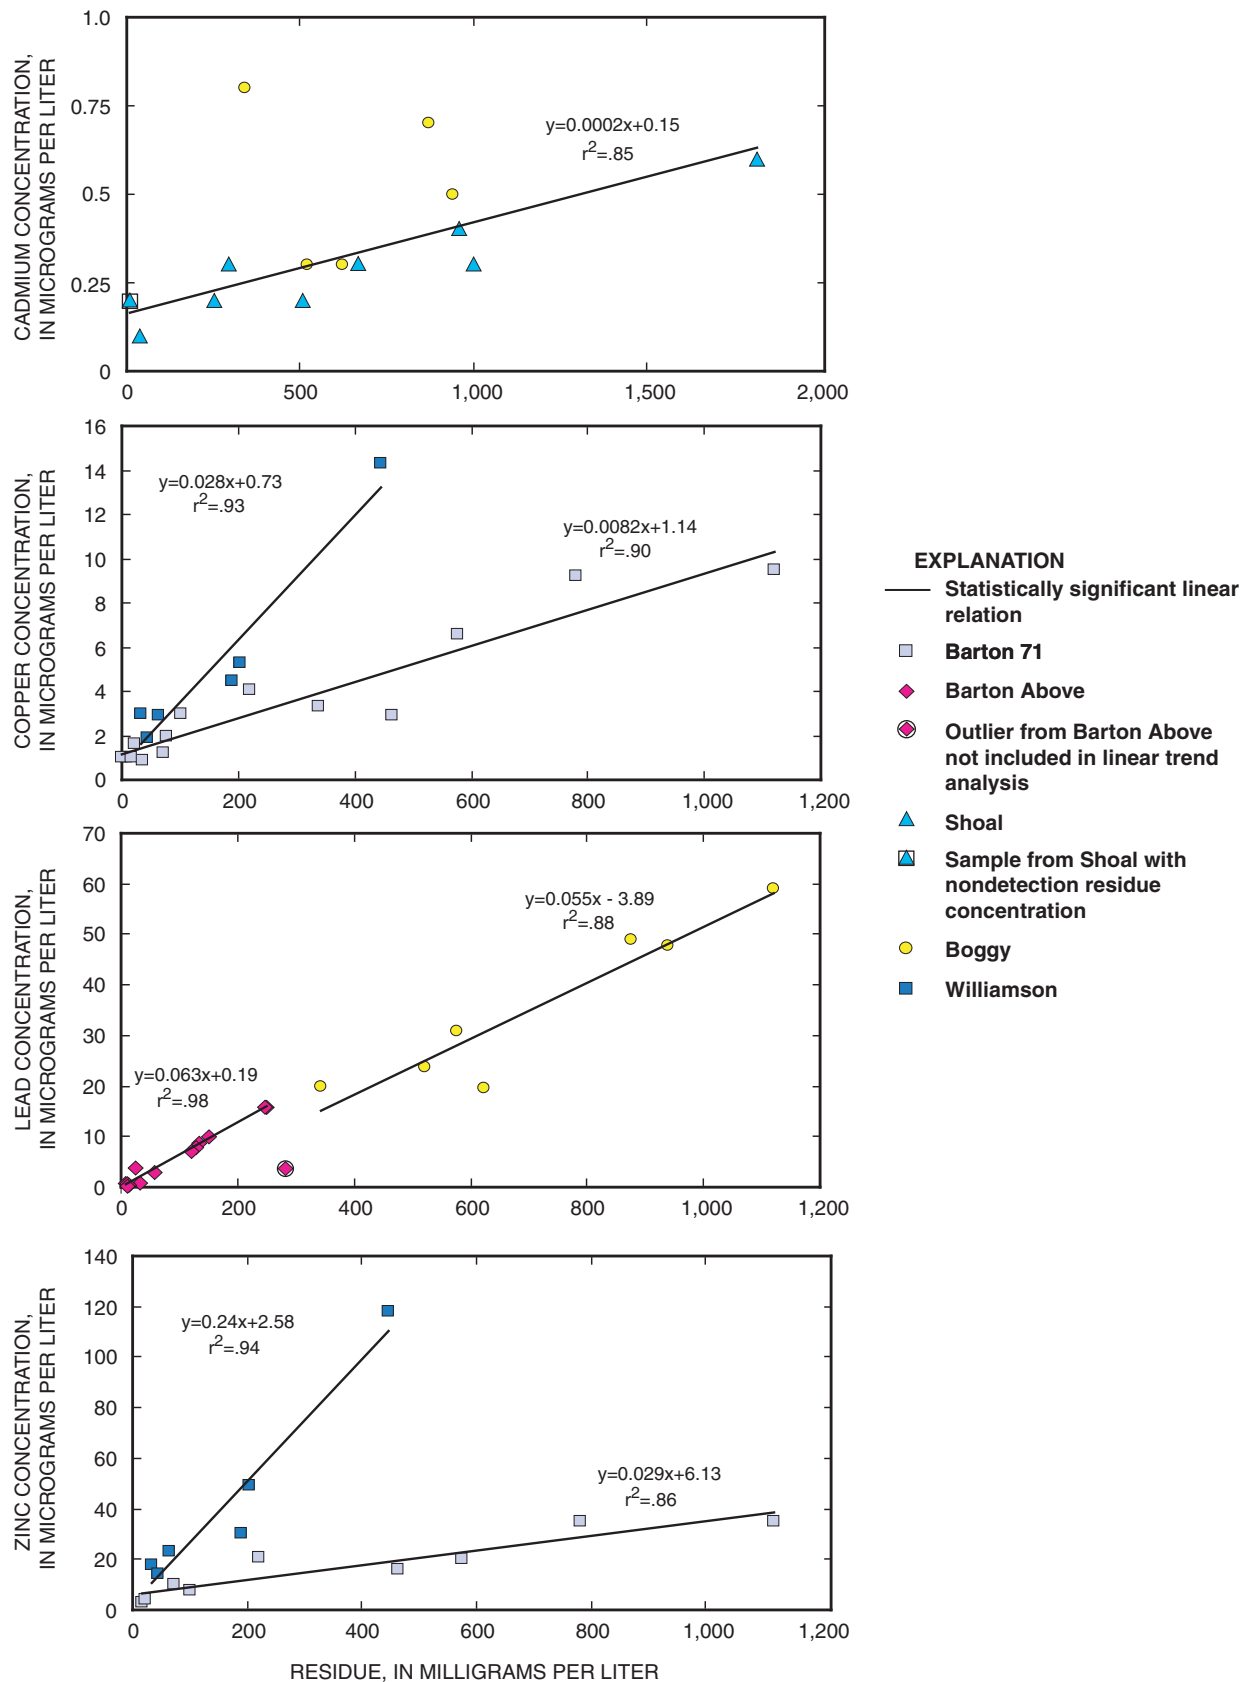 CADMIUM CONCENTRATION,
IN MICROGRAMS PER LITER
1.0
0.75
0.5
0.25
0
y=0.0002x+0.15
r2=.85
0 500 1,000 1,500 2,000
COPPER CONCENTRATION,
IN MICROGRAMS PER LITER
16
14
12
10
8
6
4
2
0
y=0.028x+0.73
r2=.93
y=0.0082x+1.14
r2=.90
0 200 400 600 800 1,000 1,200
LEAD CONCENTRATION,
IN MICROGRAMS PER LITER
70
60
50
40
30
20
10
0
y=0.055x - 3.89
r2=.88
y=0.063x+0.19
r2=.98
0 200 400 600 800 1,000 1,200
ZINC CONCENTRATION,
IN MICROGRAMS PER LITER
140
120
100
80
60
40
20
0
y=0.24x+2.58
r2=.94
y=0.029x+6.13
r2=.86
0 200 400 600 800 1,000 1,200
RESIDUE, IN MILLIGRAMS PER LITER
EXPLANATION
Statistically significant linear
relation
Barton 71
Barton Above
Outlier from Barton Above
not included in linear trend
analysis
Shoal
Sample from Shoal with
nondetection residue
concentration
Boggy
Williamson